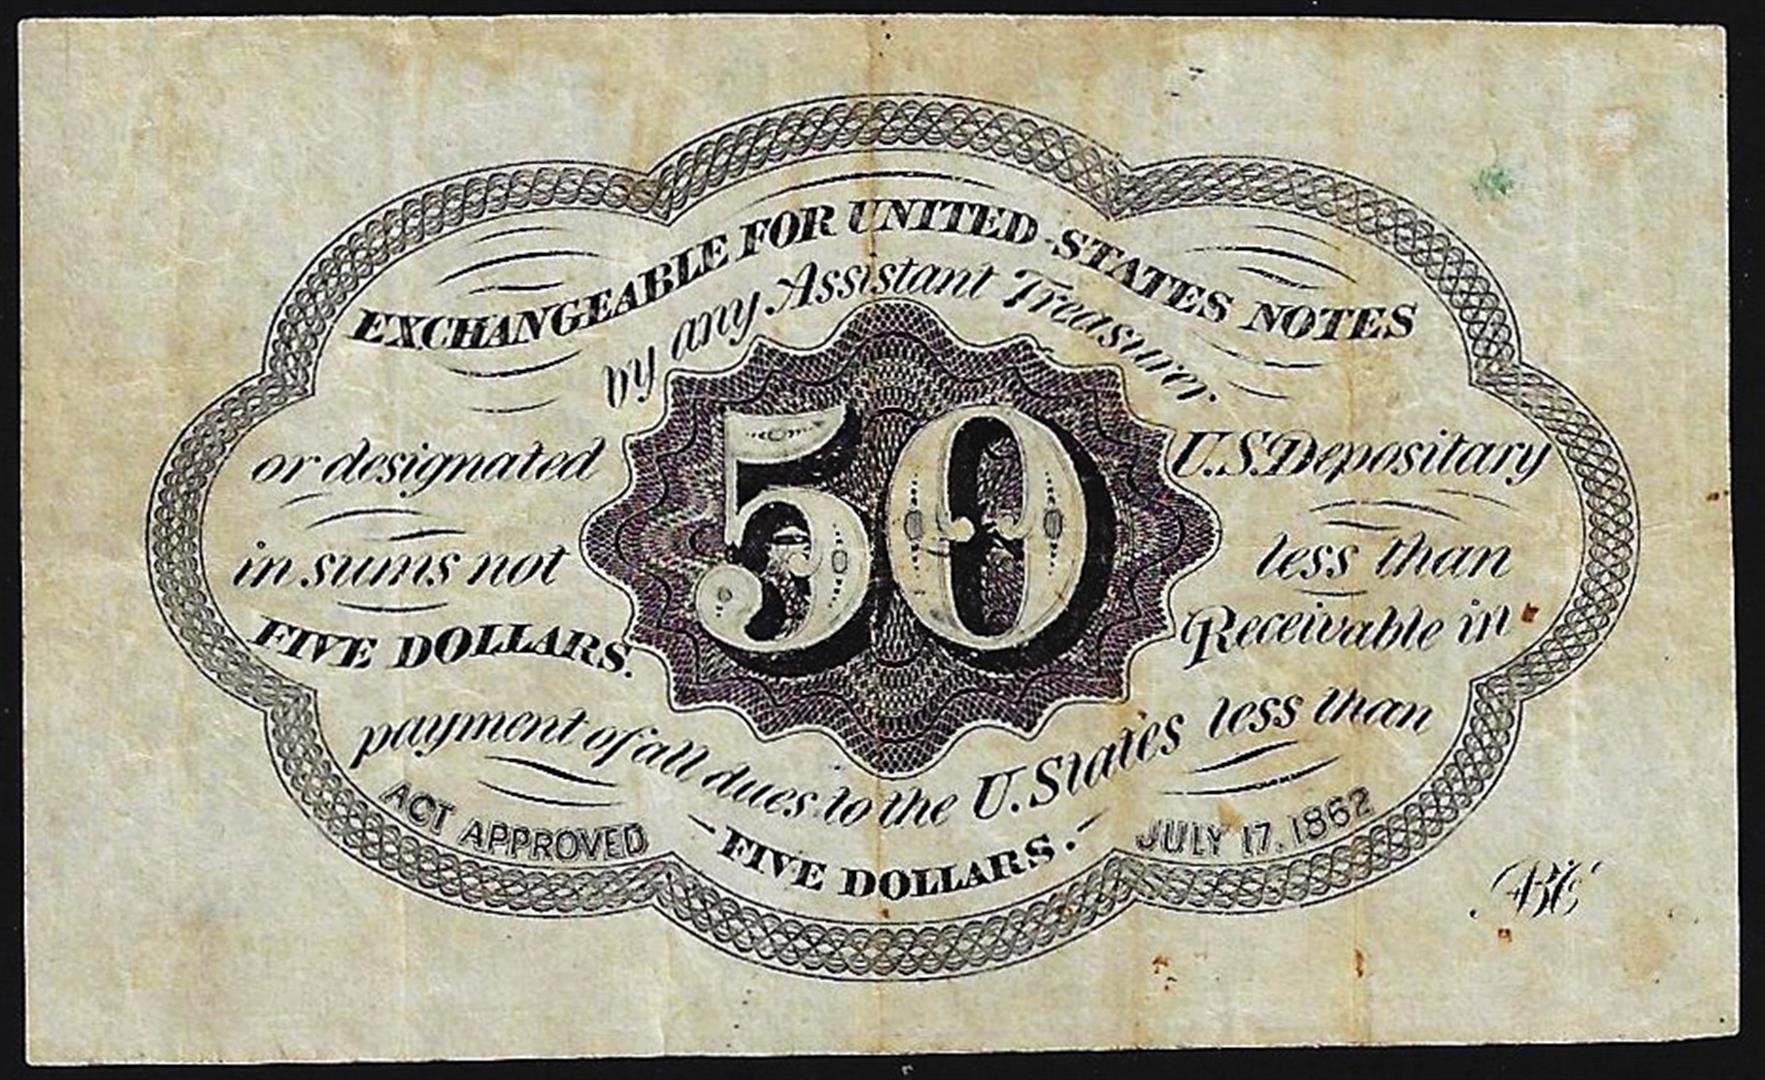 EXCHANGEABLE FOR UNITED STATES NOTES
by any Assistant Treasurer
or designated U.S. Depositary
50
in sums not less than
FIVE DOLLARS. Receivable in
payment of all dues to the U. States less than
FIVE DOLLARS.
ACT APPROVED JULY 17. 1862
ABCo